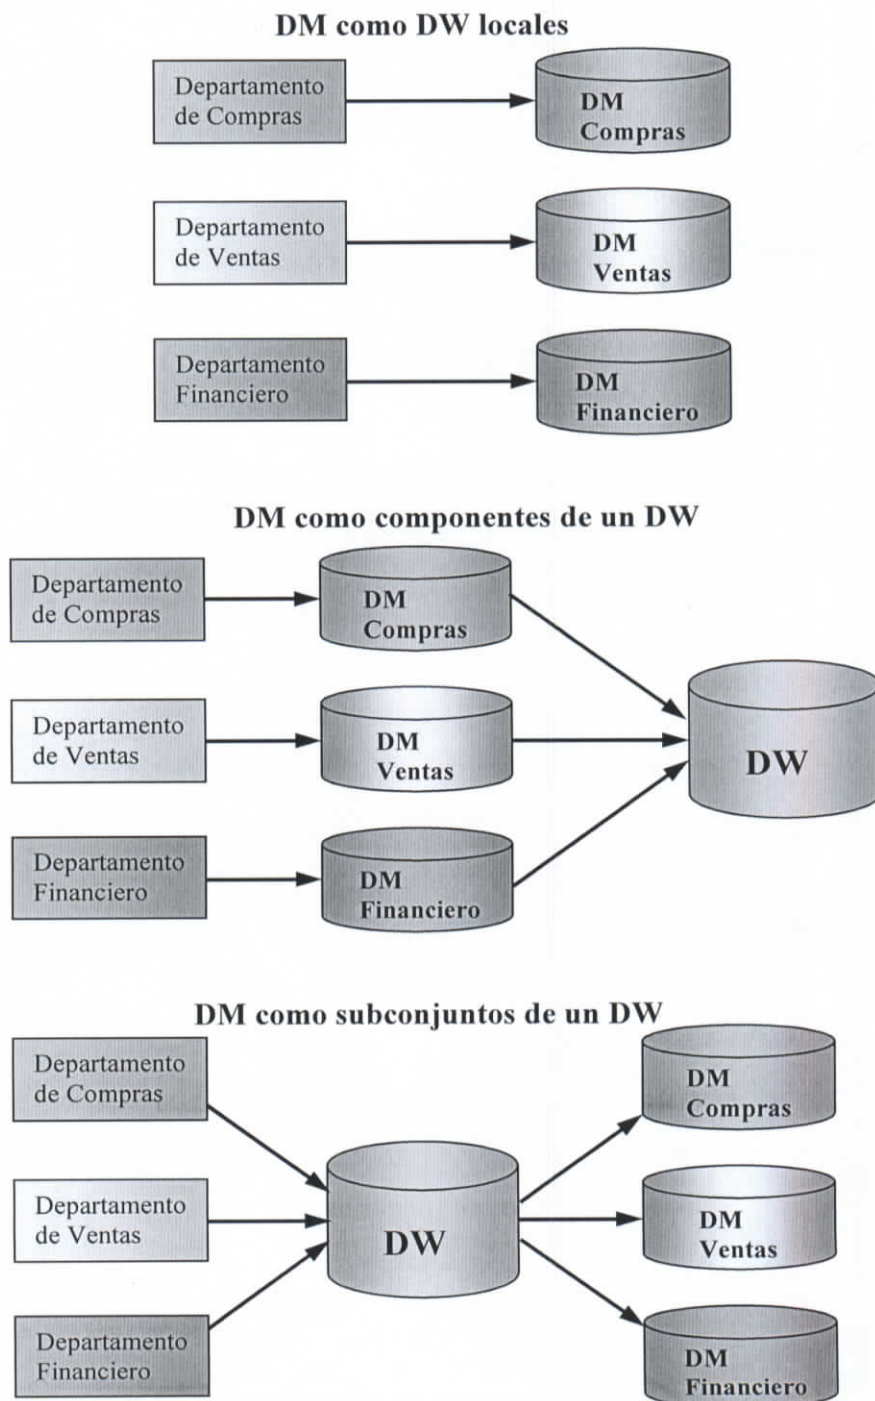 DM como DW locales
Departamento
de Compras
DM
Compras
Departamento
de Ventas
DM
Ventas
Departamento
Financiero
DM
Financiero
DM como componentes de un DW
Departamento
de Compras
DM
Compras
Departamento
de Ventas
DM
Ventas
Departamento
Financiero
DM
Financiero
DW
DM como subconjuntos de un DW
Departamento
de Compras
Departamento
de Ventas
Departamento
Financiero
DW
DM
Compras
DM
Ventas
DM
Financiero